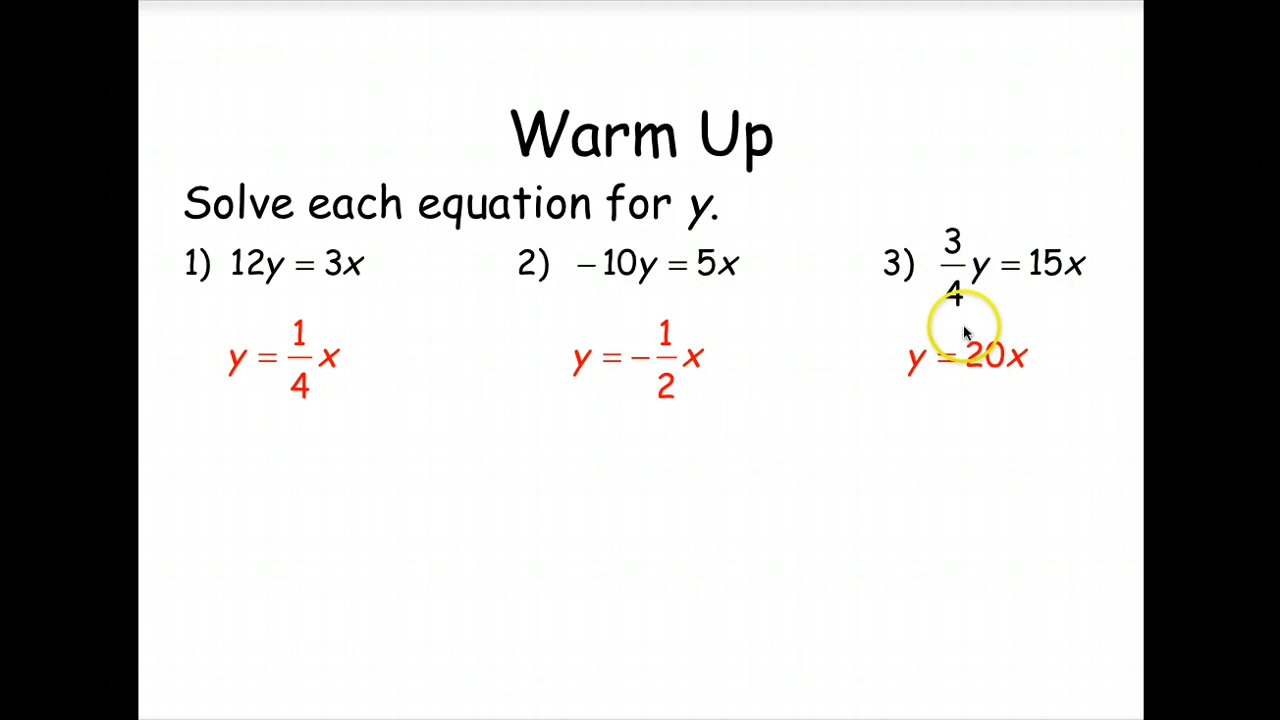 Warm Up
Solve each equation for y.
1) 12y = 3x 2) −10y = 5x 3) 3/4 y = 15x
y = 1/4 x y = −1/2 x y = 20x